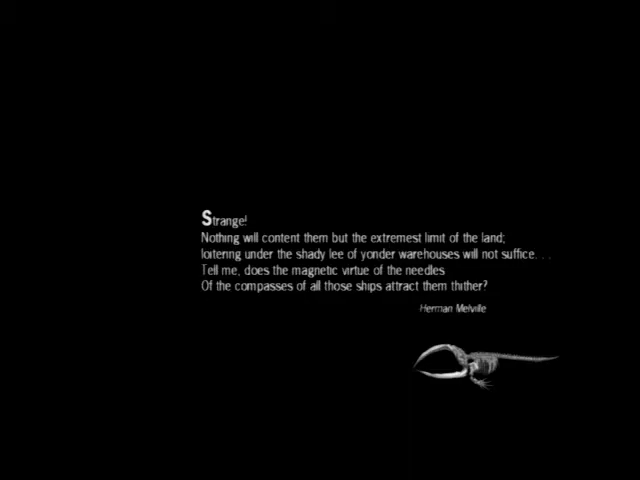 Strange!
Nothing will content them but the extremest limit of the land;
loitering under the shady lee of yonder warehouses will not suffice. . .
Tell me, does the magnetic virtue of the needles
Of the compasses of all those ships attract them thither?
Herman Melville